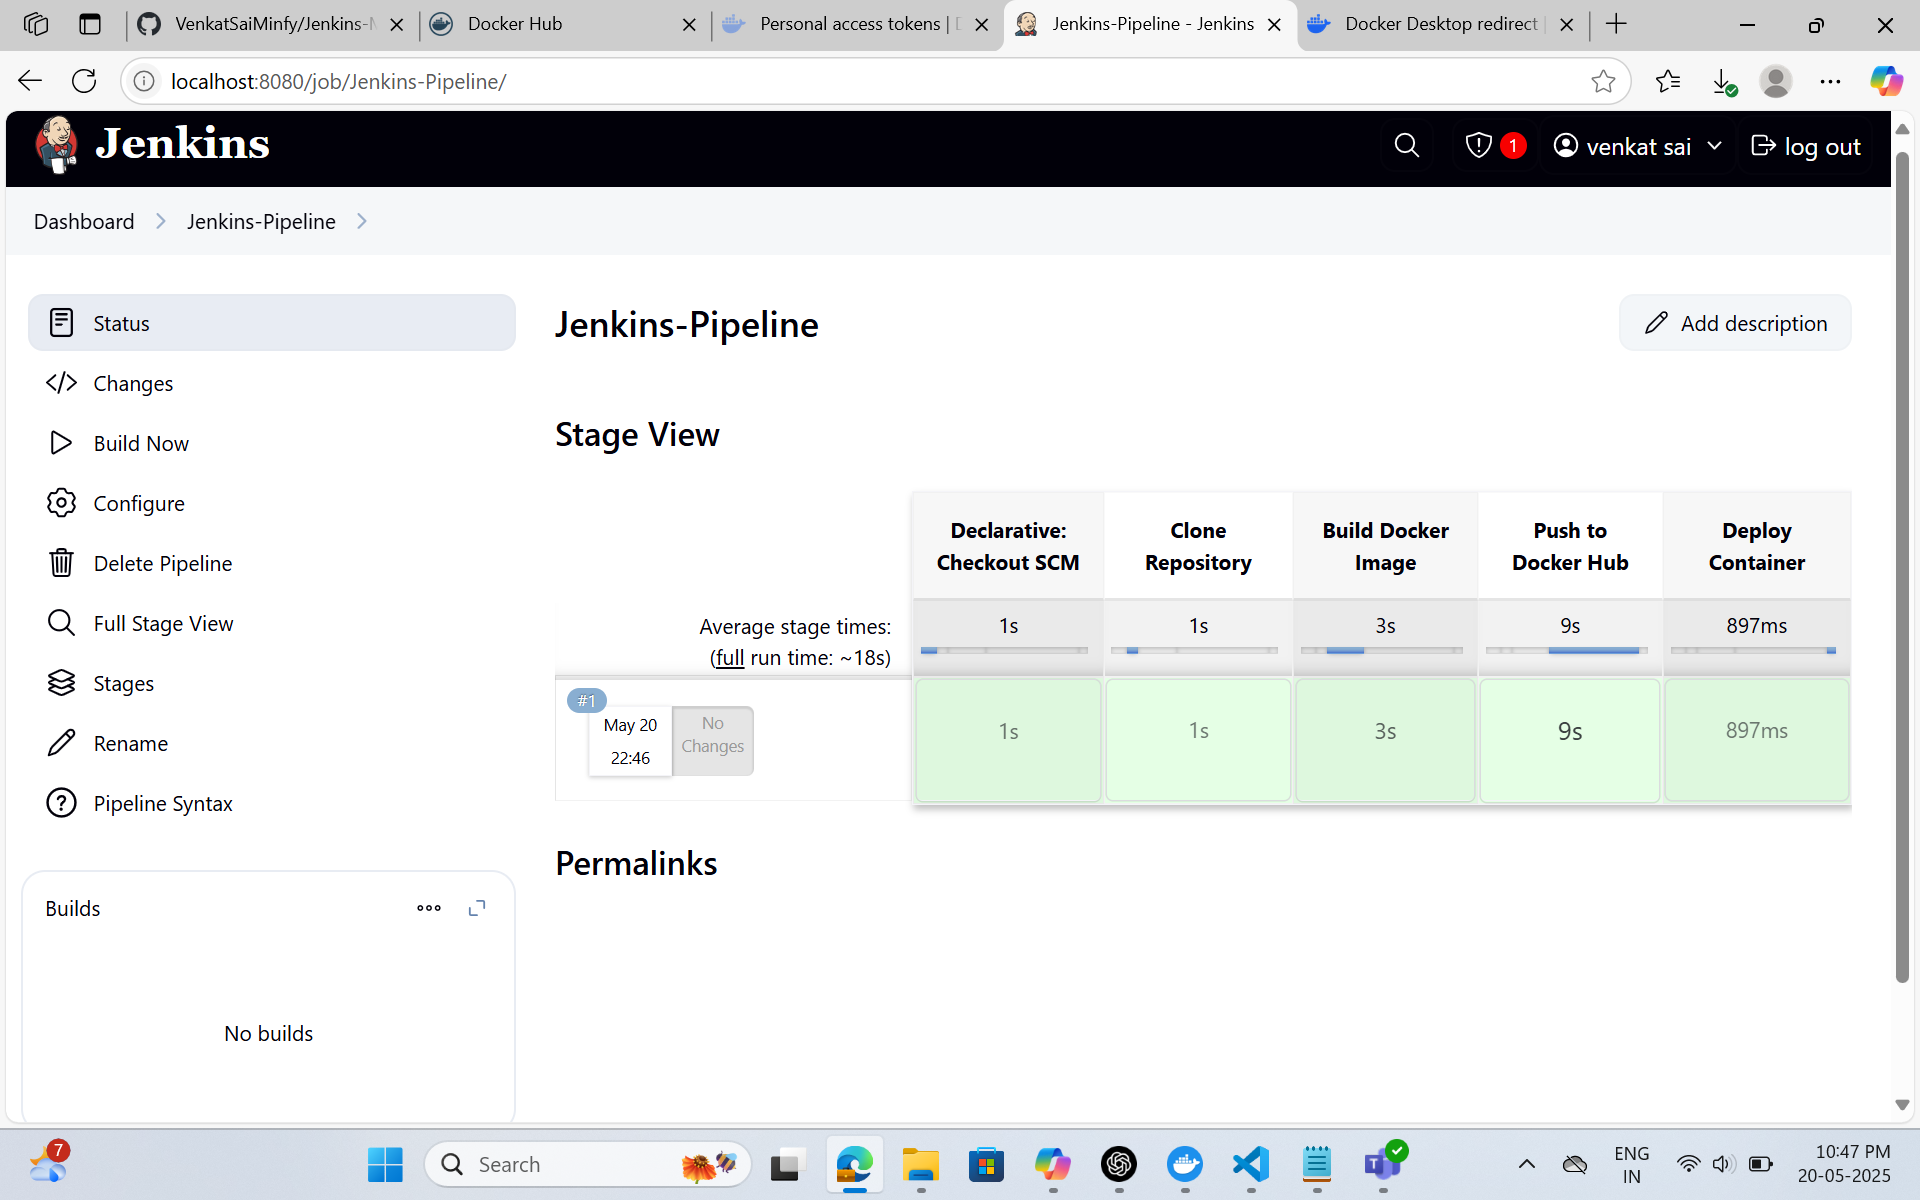 VenkatSaiMinfy/Jenkins-
Docker Hub
Personal access tokens |
Jenkins-Pipeline - Jenkins
Docker Desktop redirect
localhost:8080/job/Jenkins-Pipeline/
Jenkins
1
venkat sai
log out
Dashboard
Jenkins-Pipeline
Status
Changes
Build Now
Configure
Delete Pipeline
Full Stage View
Stages
Rename
Pipeline Syntax
Builds
No builds
Jenkins-Pipeline
Add description
Stage View
Declarative: Clone Build Docker Push to Deploy
Checkout SCM Repository Image Docker Hub Container
Average stage times: 1s 1s 3s 9s 897ms
(full run time: ~18s)
#1
May 20 No
Changes
22:46
1s 1s 3s 9s 897ms
Permalinks
7
Search
ENG
IN
10:47 PM
20-05-2025